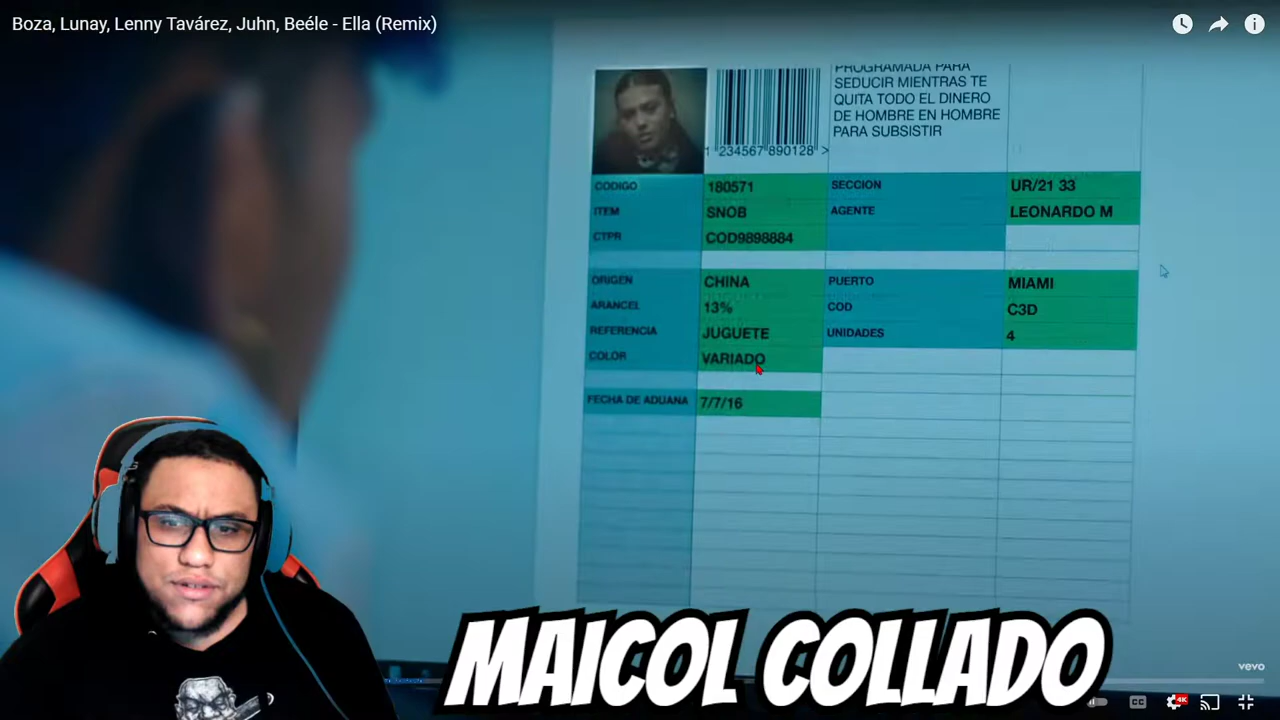 Boza, Lunay, Lenny Tavárez, Juhn, Beéle - Ella (Remix)
PROGRAMADA PARA
SEDUCIR MIENTRAS TE
QUITA TODO EL DINERO
DE HOMBRE EN HOMBRE
PARA SUBSISTIR
1 234567 890128 >
CODIGO 180571 SECCION UR/21 33
ITEM SNOB AGENTE LEONARDO M
CTPR COD9898884
ORIGEN CHINA PUERTO MIAMI
ARANCEL 13% COD C3D
REFERENCIA JUGUETE UNIDADES 4
COLOR VARIADO
FECHA DE ADUANA 7/7/16
MAICOL COLLADO
vevo
CC
4K